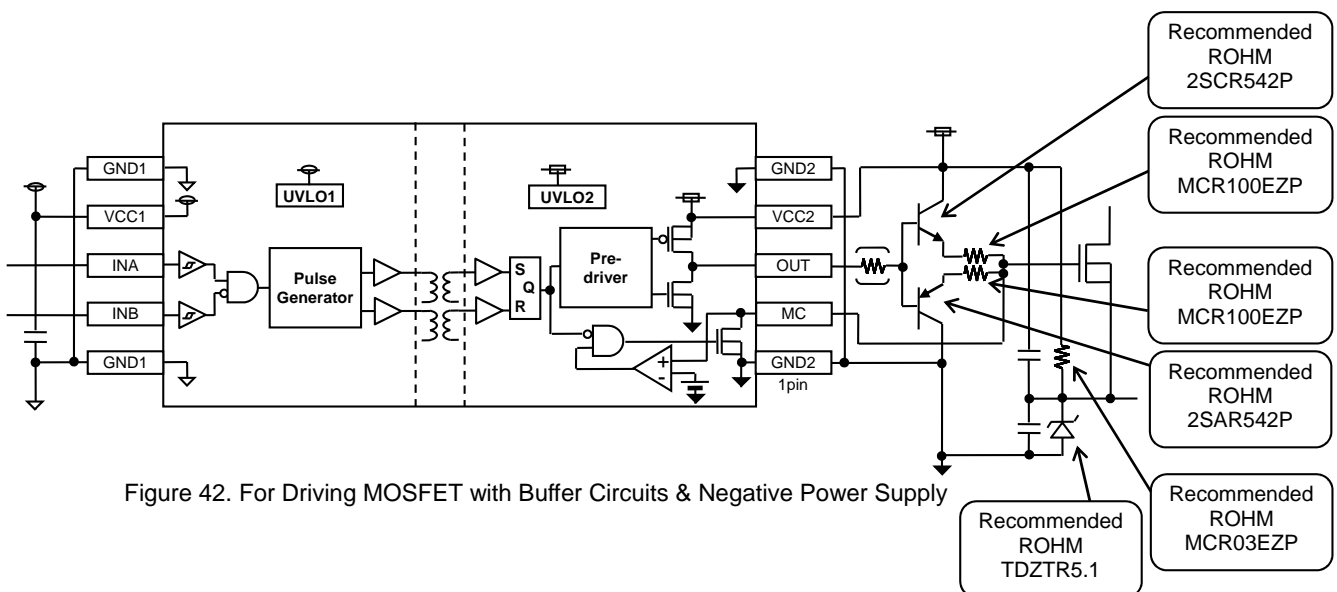 Recommended
ROHM
2SCR542P
Recommended
ROHM
MCR100EZP
GND1
UVLO1
UVLO2
GND2
VCC1
VCC2
INA
Pulse
Generator
S
Q
R
Pre-
driver
OUT
Recommended
ROHM
MCR100EZP
INB
MC
GND1
+
-
GND2
1pin
Recommended
ROHM
2SAR542P
Figure 42. For Driving MOSFET with Buffer Circuits & Negative Power Supply
Recommended
ROHM
MCR03EZP
Recommended
ROHM
TDZTR5.1